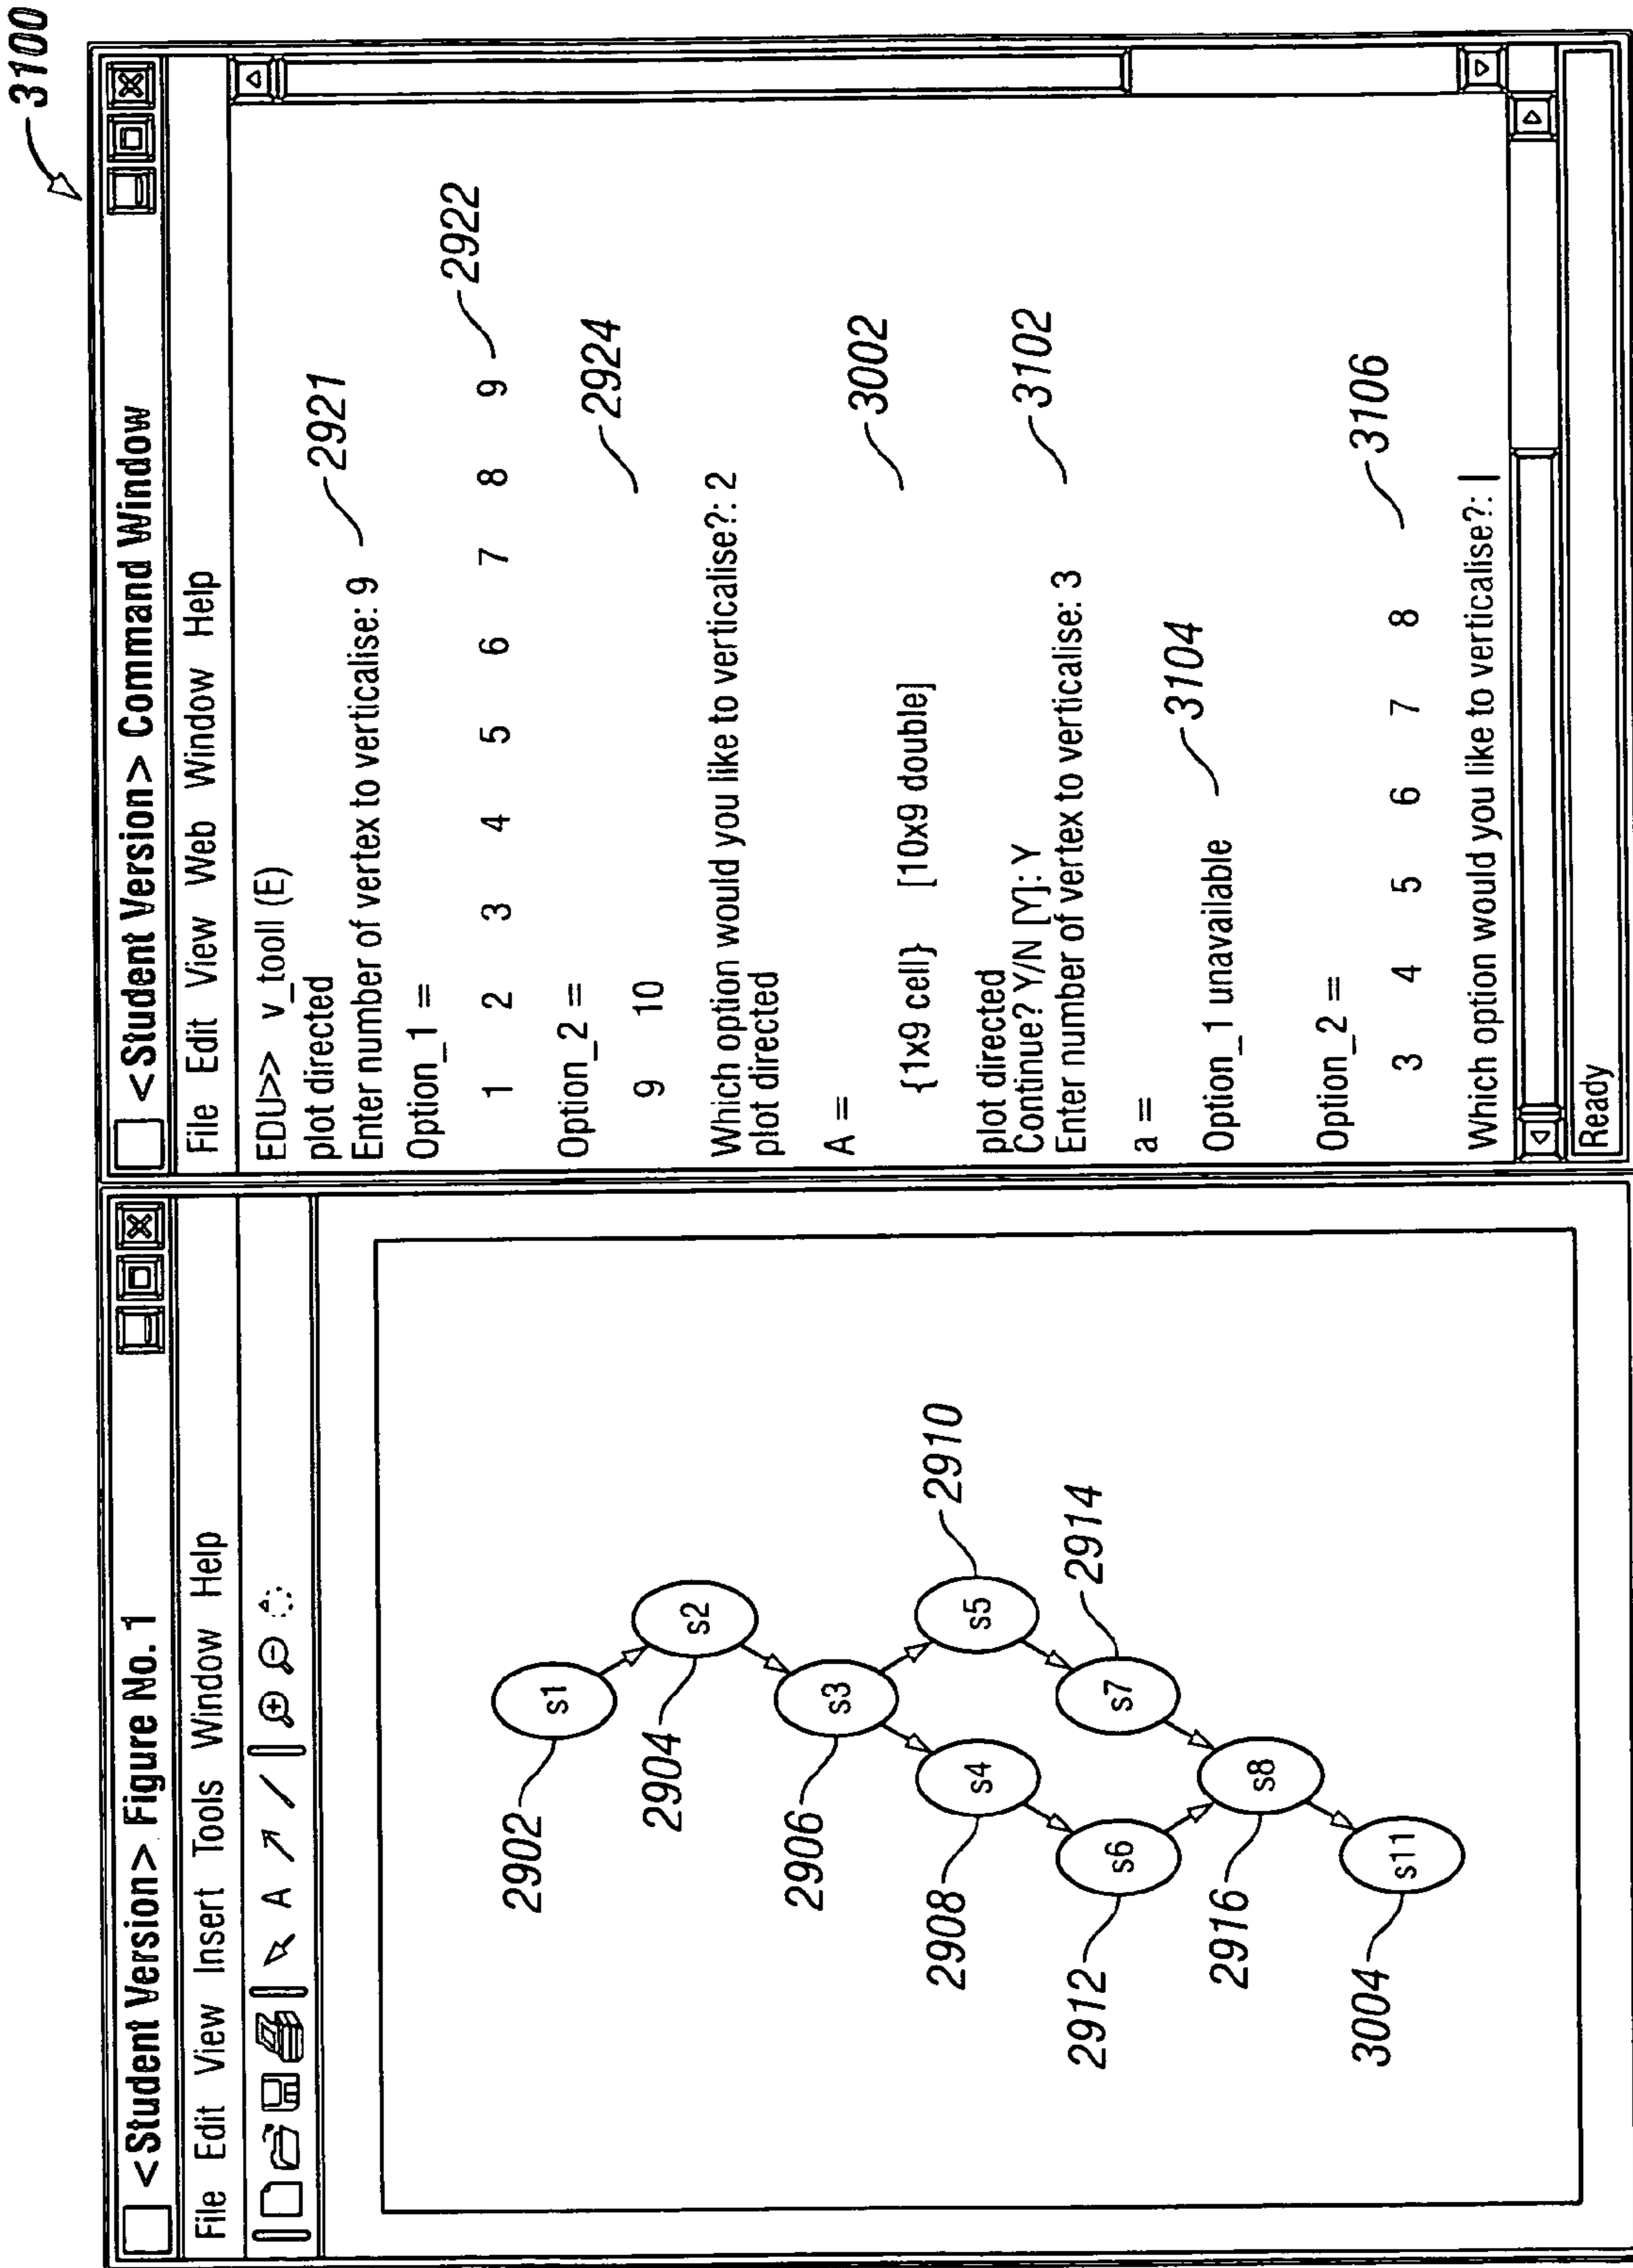 3100
<Student Version> Figure No. 1
File Edit View Insert Tools Window Help
A
2902
s1
s2
2904
2906
s3
2908
s4
s5
2910
2912
s6
s7
2914
2916
s8
3004
s11
<Student Version> Command Window
File Edit View Web Window Help
EDU>> v_tooll (E)
plot directed
Enter number of vertex to verticalise: 9
2921
Option_1 =
1 2 3 4 5 6 7 8 9
2922
Option_2 =
2924
9 10
Which option would you like to verticalise?: 2
plot directed
A =
3002
{1x9 cell} [10x9 double]
plot directed
Continue? Y/N [Y]: Y
3102
Enter number of vertex to verticalise: 3
a =
3104
Option_1 unavailable
Option_2 =
3106
3 4 5 6 7 8
Which option would you like to verticalise?: |
Ready